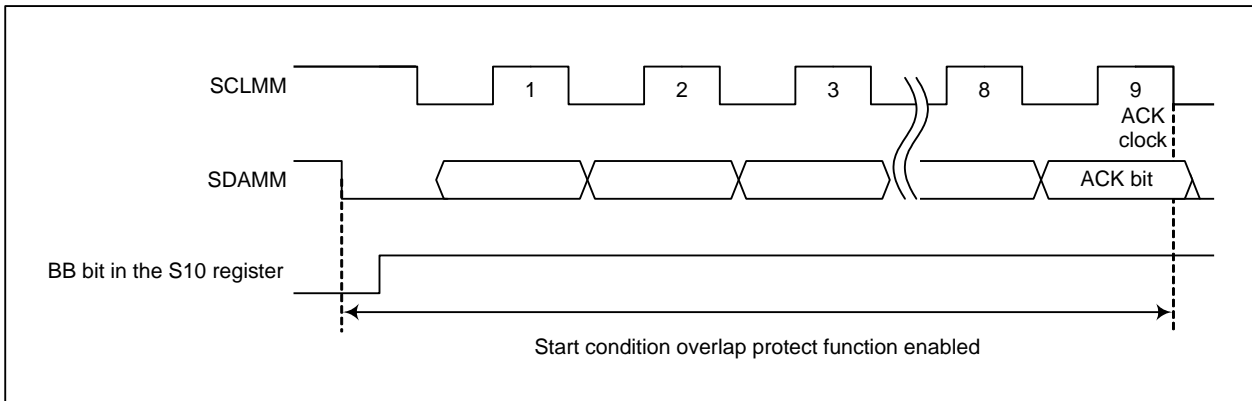 SCLMM
1
2
3
8
9
ACK
clock
SDAMM
ACK bit
BB bit in the S10 register
Start condition overlap protect function enabled